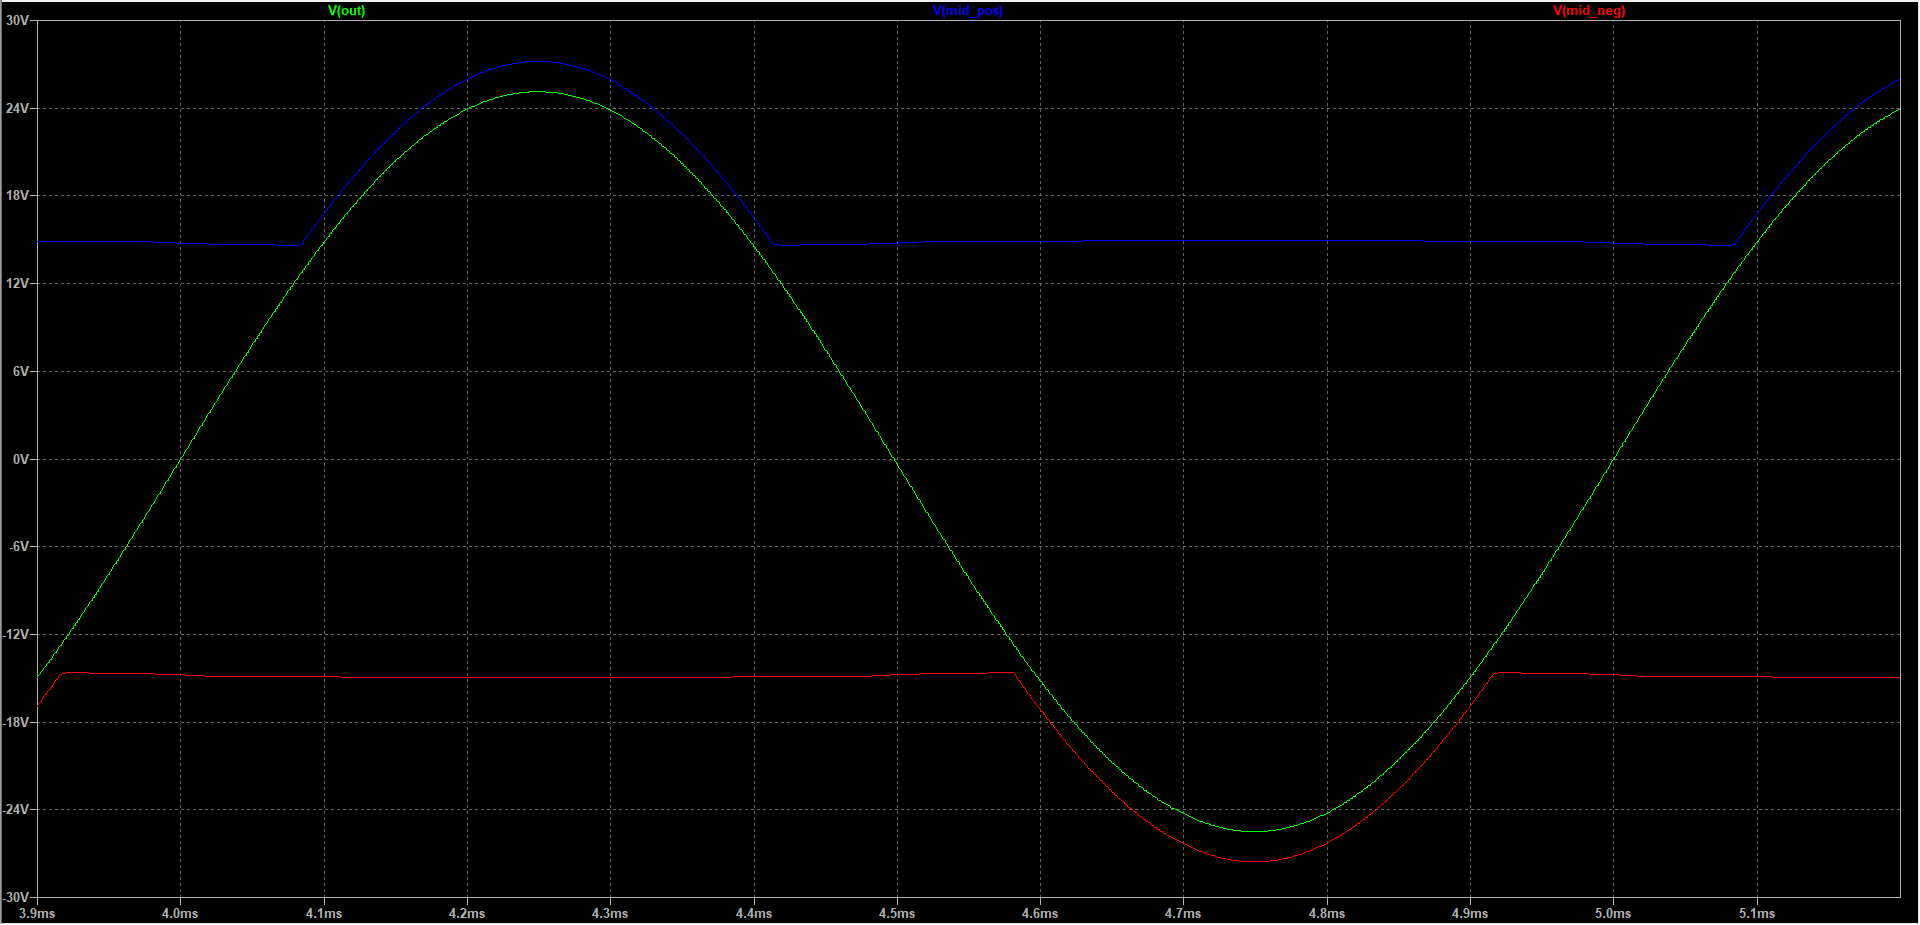 V(out) V(mid_pos) V(mid_neg)
30V
24V
18V
12V
6V
0V
-6V
-12V
-18V
-24V
-30V
3.9ms 4.0ms 4.1ms 4.2ms 4.3ms 4.4ms 4.5ms 4.6ms 4.7ms 4.8ms 4.9ms 5.0ms 5.1ms